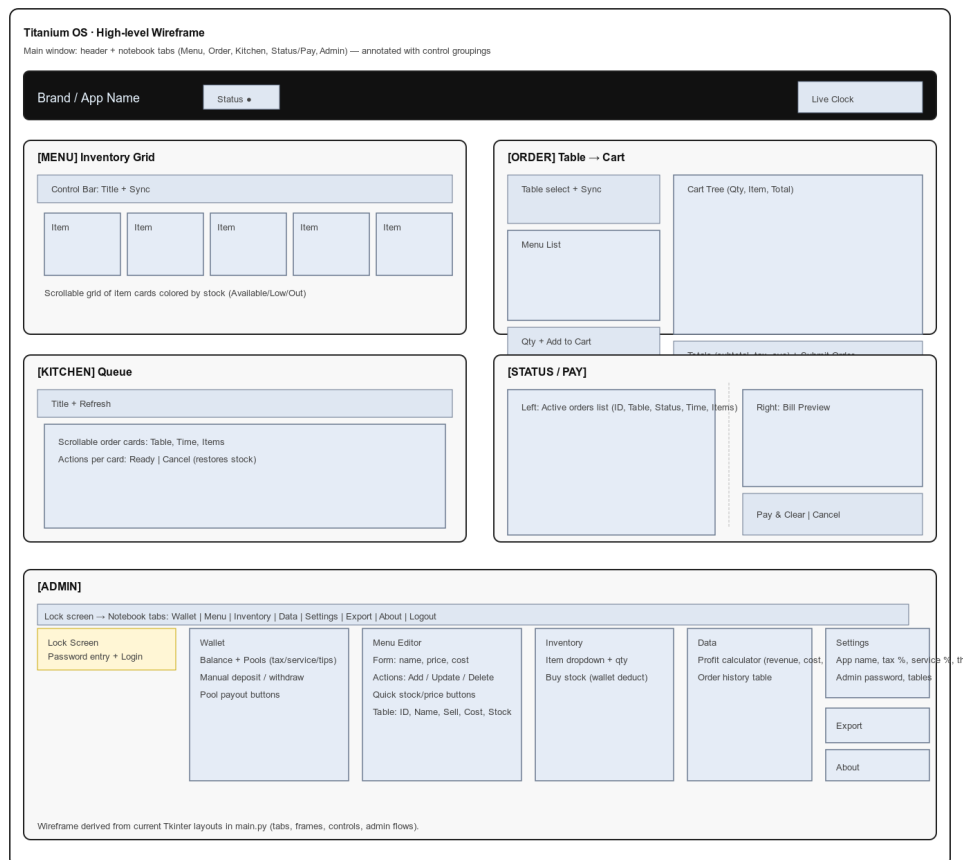 Titanium OS · High-level Wireframe
Main window: header + notebook tabs (Menu, Order, Kitchen, Status/Pay, Admin) — annotated with control groupings
Brand / App Name
Status ●
Live Clock
[MENU] Inventory Grid
Control Bar: Title + Sync
Item
Item
Item
Item
Item
Scrollable grid of item cards colored by stock (Available/Low/Out)
[ORDER] Table → Cart
Table select + Sync
Menu List
Qty + Add to Cart
Cart Tree (Qty, Item, Total)
[KITCHEN] Queue
Title + Refresh
Scrollable order cards: Table, Time, Items
Actions per card: Ready | Cancel (restores stock)
[STATUS / PAY]
Left: Active orders list (ID, Table, Status, Time, Items)
Right: Bill Preview
Pay & Clear | Cancel
[ADMIN]
Lock screen → Notebook tabs: Wallet | Menu | Inventory | Data | Settings | Export | About | Logout
Lock Screen
Password entry + Login
Wallet
Balance + Pools (tax/service/tips)
Manual deposit / withdraw
Pool payout buttons
Menu Editor
Form: name, price, cost
Actions: Add / Update / Delete
Quick stock/price buttons
Table: ID, Name, Sell, Cost, Stock
Inventory
Item dropdown + qty
Buy stock (wallet deduct)
Data
Profit calculator (revenue, cost,
Order history table
Settings
App name, tax %, service %,
Admin password, tables
Export
About
Wireframe derived from current Tkinter layouts in main.py (tabs, frames, controls, admin flows).